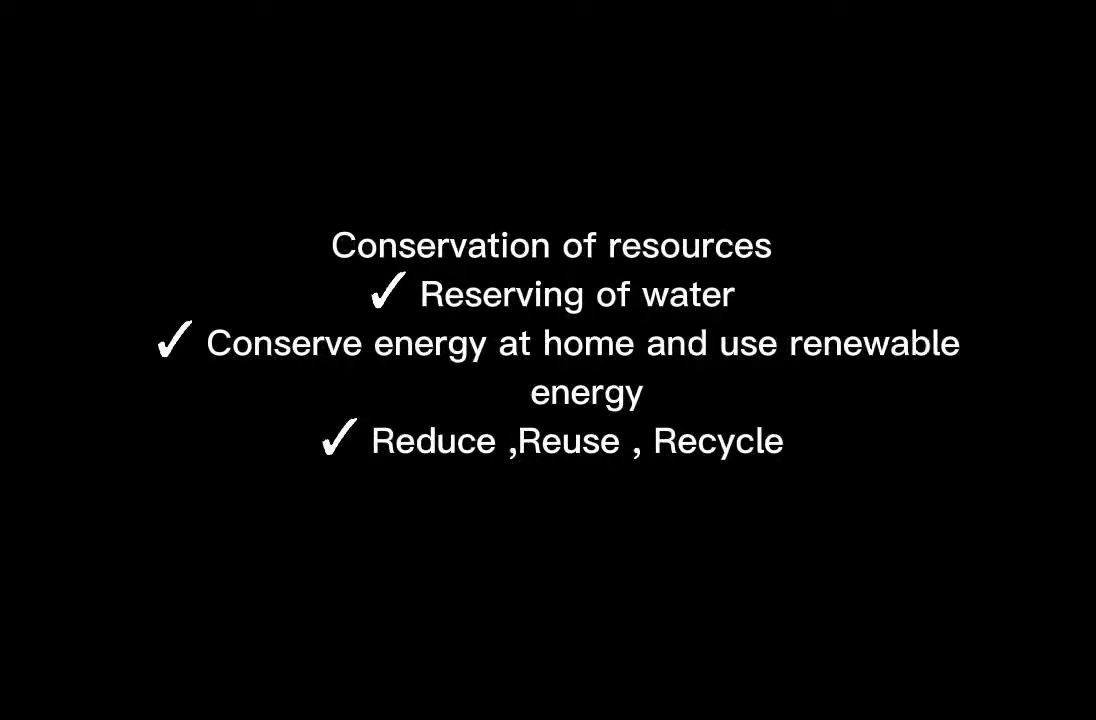 Conservation of resources
✓ Reserving of water
✓ Conserve energy at home and use renewable
energy
✓ Reduce ,Reuse , Recycle